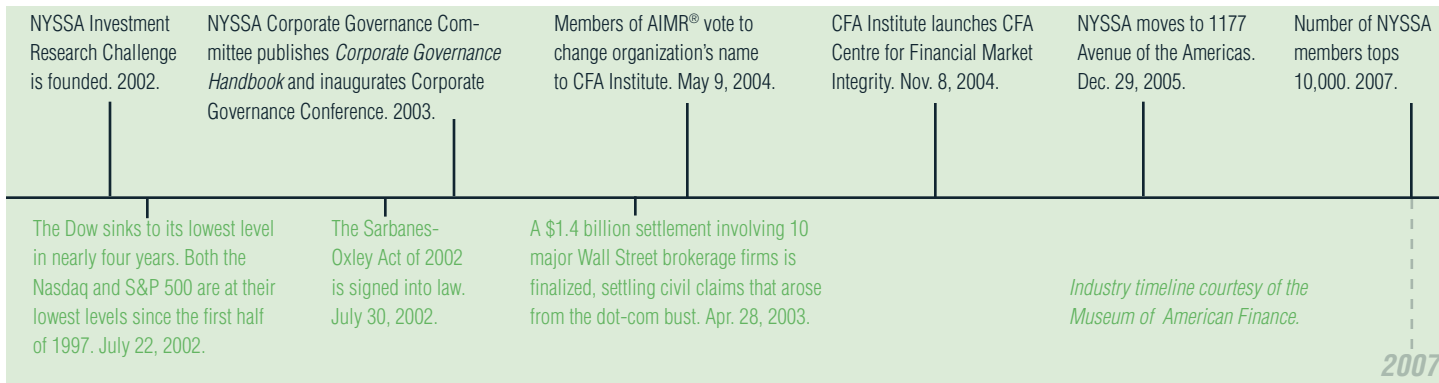 NYSSA Investment
Research Challenge
is founded. 2002.
NYSSA Corporate Governance Com-
mittee publishes Corporate Governance
Handbook and inaugurates Corporate
Governance Conference. 2003.
Members of AIMR® vote to
change organization's name
to CFA Institute. May 9, 2004.
CFA Institute launches CFA
Centre for Financial Market
Integrity. Nov. 8, 2004.
NYSSA moves to 1177
Avenue of the Americas.
Dec. 29, 2005.
Number of NYSSA
members tops
10,000. 2007.
The Dow sinks to its lowest level
in nearly four years. Both the
Nasdaq and S&P 500 are at their
lowest levels since the first half
of 1997. July 22, 2002.
The Sarbanes-
Oxley Act of 2002
is signed into law.
July 30, 2002.
A $1.4 billion settlement involving 10
major Wall Street brokerage firms is
finalized, settling civil claims that arose
from the dot-com bust. Apr. 28, 2003.
Industry timeline courtesy of the
Museum of American Finance.
2007